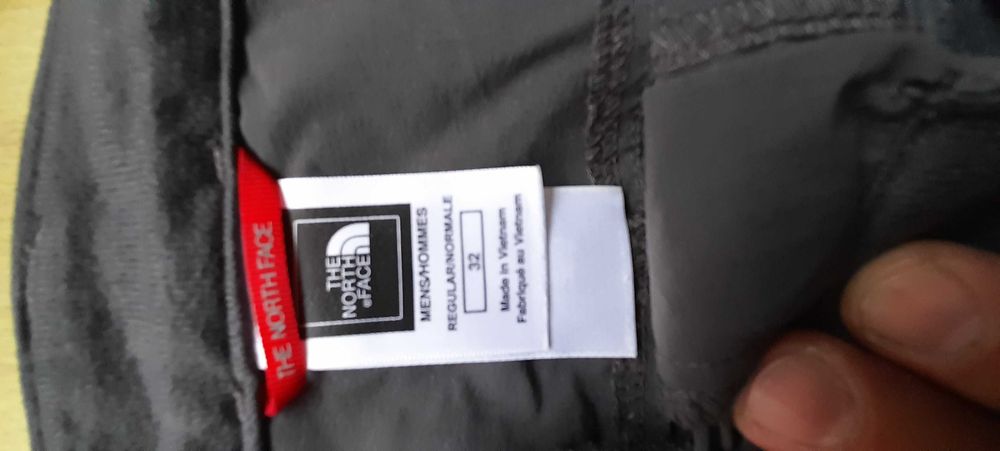 THE NORTH FACE
THE
NORTH
FACE
MENS/HOMMES
REGULAR/NORMALE
32
Made in Vietnam
Fabriqué au Vietnam